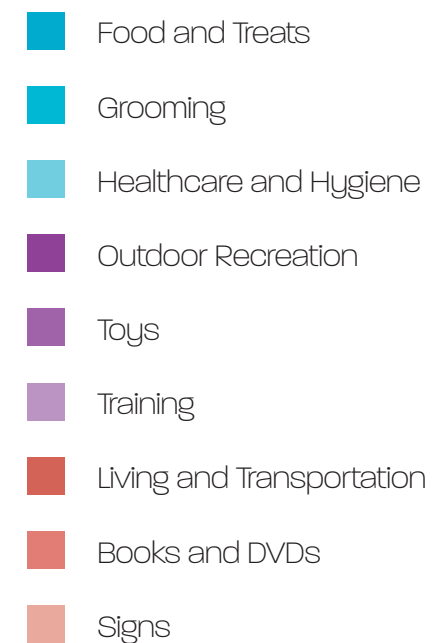 Food and Treats
Grooming
Healthcare and Hygiene
Outdoor Recreation
Toys
Training
Living and Transportation
Books and DVDs
Signs